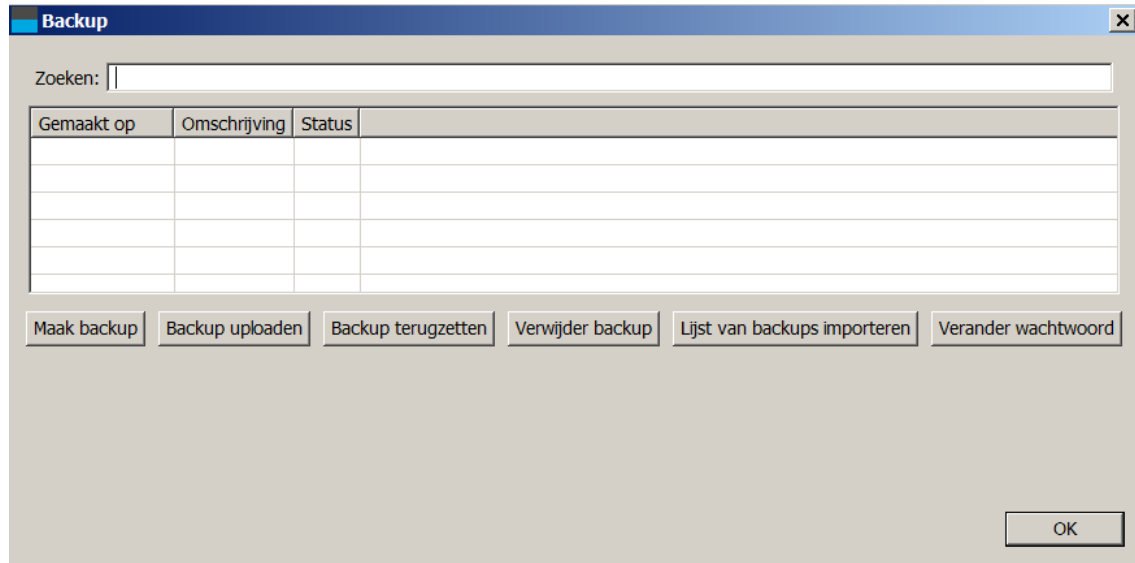 Backup
Zoeken:
Gemaakt op Omschrijving Status
Maak backup Backup uploaden Backup terugzetten Verwijder backup Lijst van backups importeren Verander wachtwoord
OK